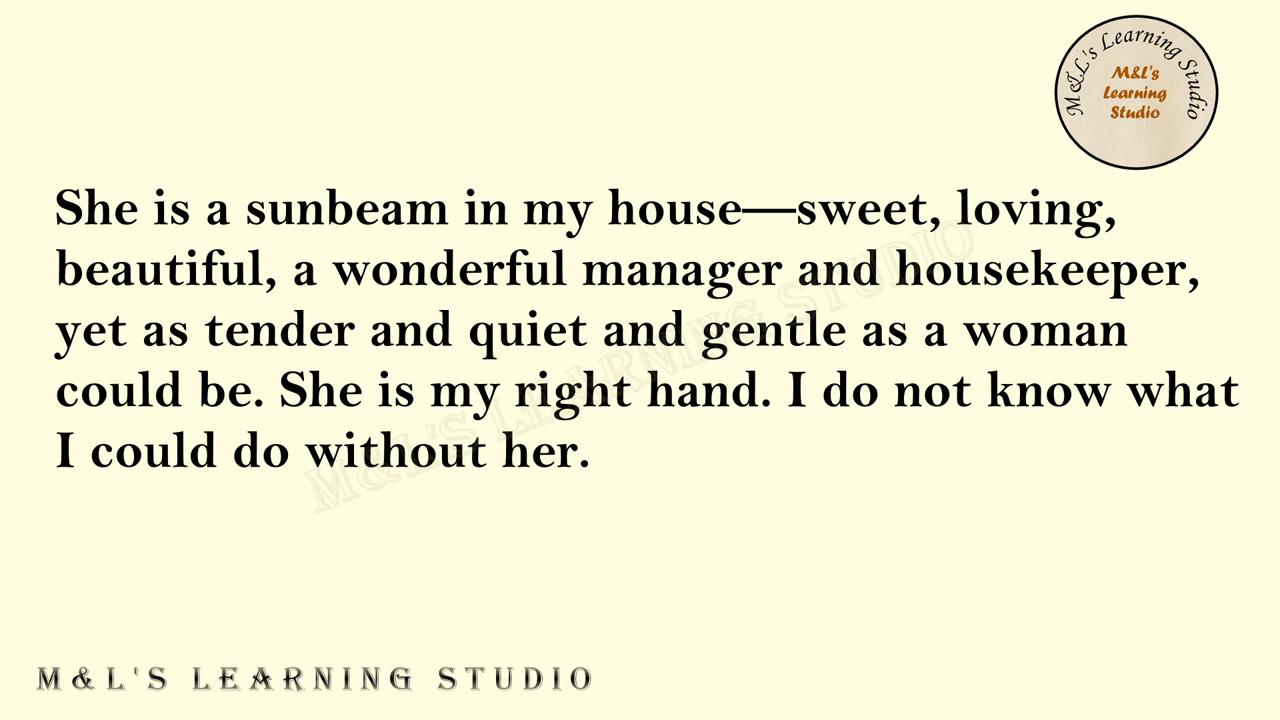 M&L's Learning Studio
M&L's
Learning
Studio
She is a sunbeam in my house—sweet, loving,
beautiful, a wonderful manager and housekeeper,
yet as tender and quiet and gentle as a woman
could be. She is my right hand. I do not know what
I could do without her.
M&L'S LEARNING STUDIO
M&L'S LEARNING STUDIO